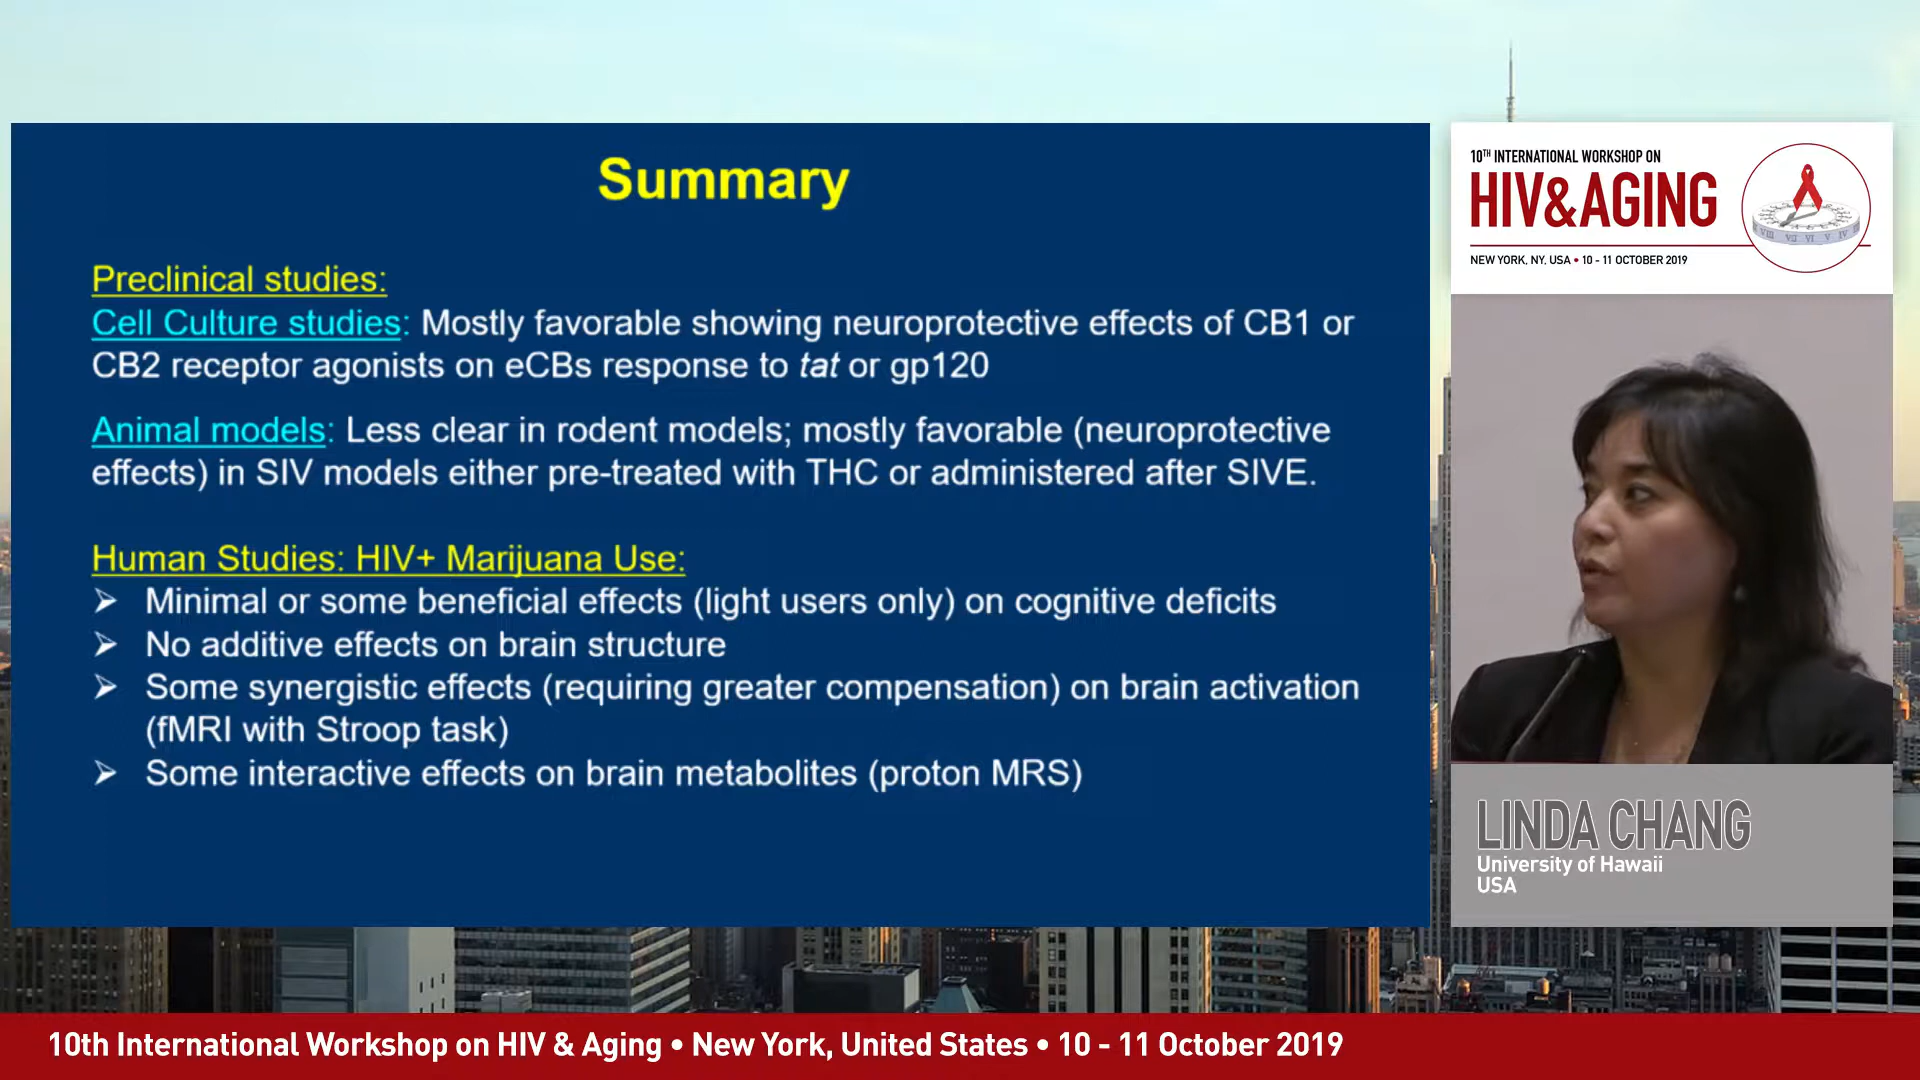 Summary
Preclinical studies:
Cell Culture studies: Mostly favorable showing neuroprotective effects of CB1 or
CB2 receptor agonists on eCBs response to tat or gp120
Animal models: Less clear in rodent models; mostly favorable (neuroprotective
effects) in SIV models either pre-treated with THC or administered after SIVE.
Human Studies: HIV+ Marijuana Use:
➢ Minimal or some beneficial effects (light users only) on cognitive deficits
➢ No additive effects on brain structure
➢ Some synergistic effects (requiring greater compensation) on brain activation
(fMRI with Stroop task)
➢ Some interactive effects on brain metabolites (proton MRS)
10TH INTERNATIONAL WORKSHOP ON
HIV&AGING
NEW YORK, NY, USA • 10 - 11 OCTOBER 2019
LINDA CHANG
University of Hawaii
USA
10th International Workshop on HIV & Aging • New York, United States • 10 - 11 October 2019